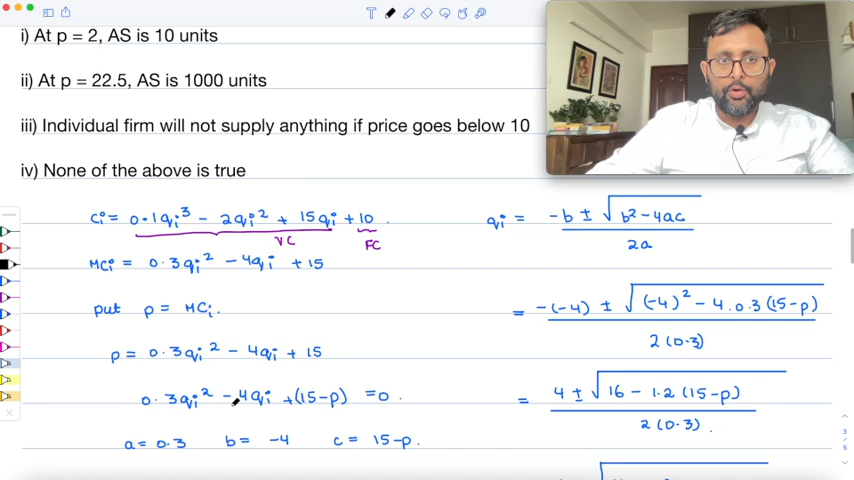 i) At p = 2, AS is 10 units
ii) At p = 22.5, AS is 1000 units
iii) Individual firm will not supply anything if price goes below 10
iv) None of the above is true
Ci = 0.1qi³ - 2qi² + 15qi + 10 .
VC FC
MCi = 0.3qi² - 4qi + 15
put p = MCi .
p = 0.3qi² - 4qi + 15
0.3qi² - 4qi + (15-p) = 0 .
a = 0.3 b = -4 c = 15-p .
qi = (-b ± √(b²-4ac)) / 2a
= (-(-4) ± √((-4)² - 4.0.3(15-p))) / 2(0.3)
= (4 ± √(16 - 1.2(15-p))) / 2(0.3) .
3
/
5